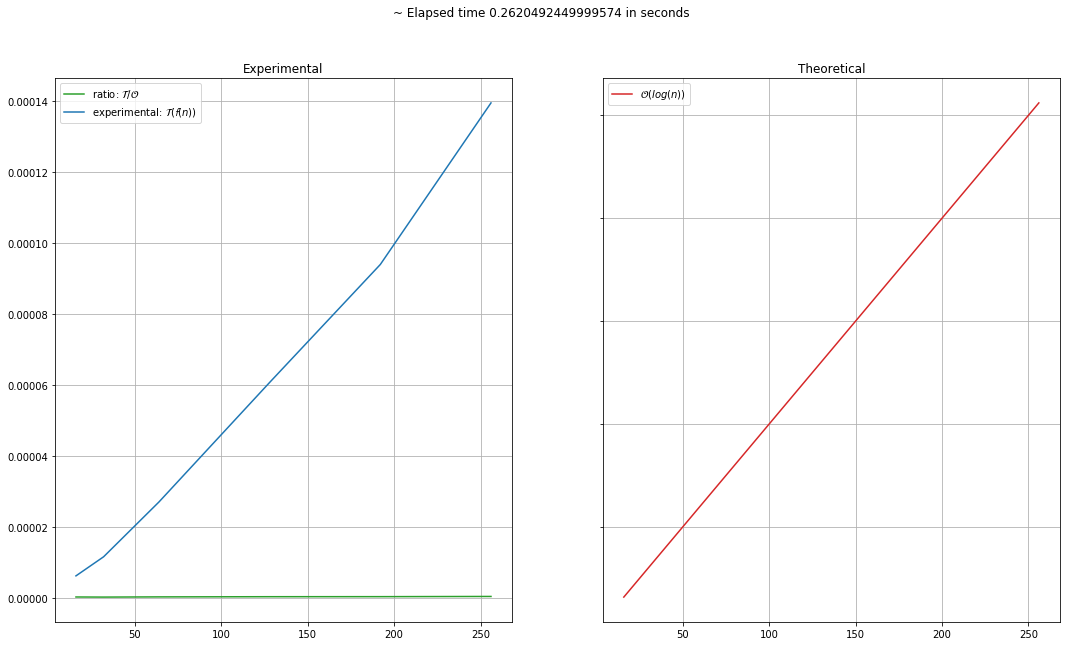 ~ Elapsed time 0.2620492449999574 in seconds
Experimental
ratio: 𝒯/𝒪
experimental: 𝒯(f(n))
0.00014
0.00012
0.00010
0.00008
0.00006
0.00004
0.00002
0.00000
50 100 150 200 250
Theoretical
𝒪(log(n))
50 100 150 200 250